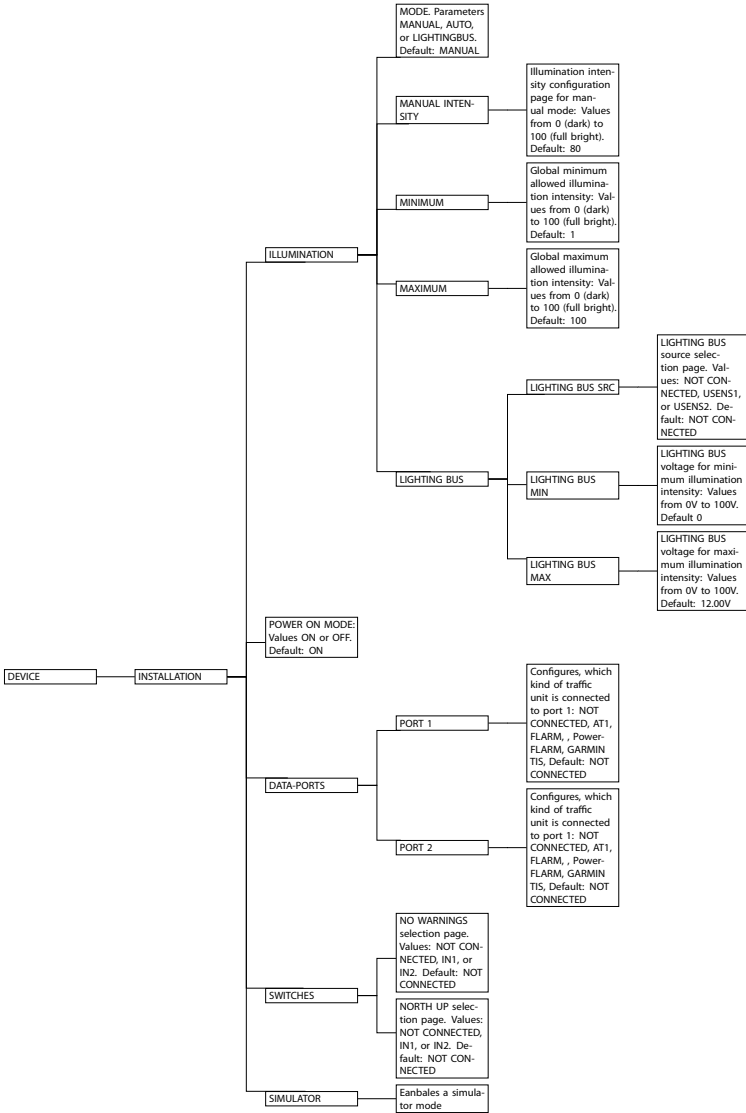 MODE. Parameters
MANUAL, AUTO,
or LIGHTINGBUS.
Default: MANUAL
MANUAL INTEN-
SITY
Illumination inten-
sity configuration
page for man-
ual mode: Values
from 0 (dark) to
100 (full bright).
Default: 80
MINIMUM
Global minimum
allowed illumina-
tion intensity: Val-
ues from 0 (dark)
to 100 (full bright).
Default: 1
ILLUMINATION
MAXIMUM
Global maximum
allowed illumina-
tion intensity: Val-
ues from 0 (dark)
to 100 (full bright).
Default: 100
LIGHTING BUS
LIGHTING BUS SRC
LIGHTING BUS
source selec-
tion page. Val-
ues: NOT CON-
NECTED, USENS1,
or USENS2. De-
fault: NOT CON-
NECTED
LIGHTING BUS
MIN
LIGHTING BUS
voltage for mini-
mum illumination
intensity: Values
from 0V to 100V.
Default 0
LIGHTING BUS
MAX
LIGHTING BUS
voltage for maxi-
mum illumination
intensity: Values
from 0V to 100V.
Default: 12.00V
POWER ON MODE:
Values ON or OFF.
Default: ON
DEVICE
INSTALLATION
DATA-PORTS
PORT 1
Configures, which
kind of traffic
unit is connected
to port 1: NOT
CONNECTED, AT1,
FLARM, , Power-
FLARM, GARMIN
TIS, Default: NOT
CONNECTED
PORT 2
Configures, which
kind of traffic
unit is connected
to port 1: NOT
CONNECTED, AT1,
FLARM, , Power-
FLARM, GARMIN
TIS, Default: NOT
CONNECTED
SWITCHES
NO WARNINGS
selection page.
Values: NOT CON-
NECTED, IN1, or
IN2. Default: NOT
CONNECTED
NORTH UP selec-
tion page. Values:
NOT CONNECTED,
IN1, or IN2. De-
fault: NOT CON-
NECTED
SIMULATOR
Eanbales a simula-
tor mode